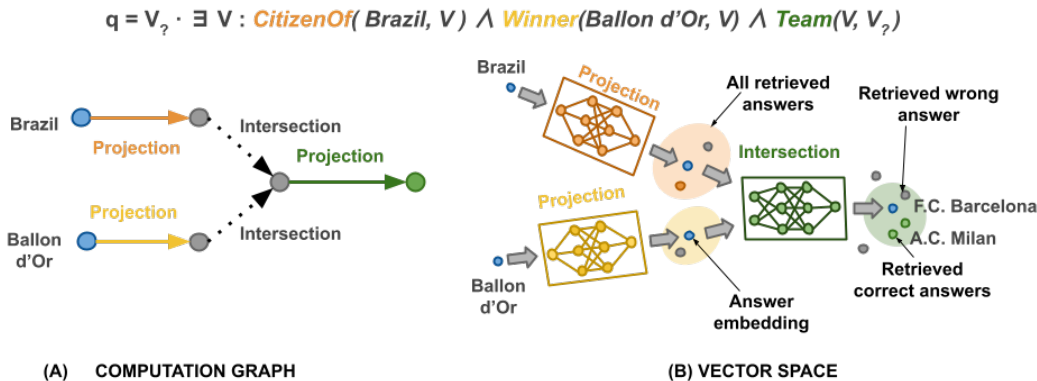 q = V? · ∃ V : CitizenOf( Brazil, V ) ∧ Winner(Ballon d'Or, V) ∧ Team(V, V?)
Brazil
Projection
Intersection
Projection
Projection
Intersection
Ballon
d'Or
(A) COMPUTATION GRAPH
Brazil
Projection
All retrieved
answers
Retrieved wrong
answer
Intersection
Projection
F.C. Barcelona
A.C. Milan
Ballon
d'Or
Answer
embedding
Retrieved
correct answers
(B) VECTOR SPACE